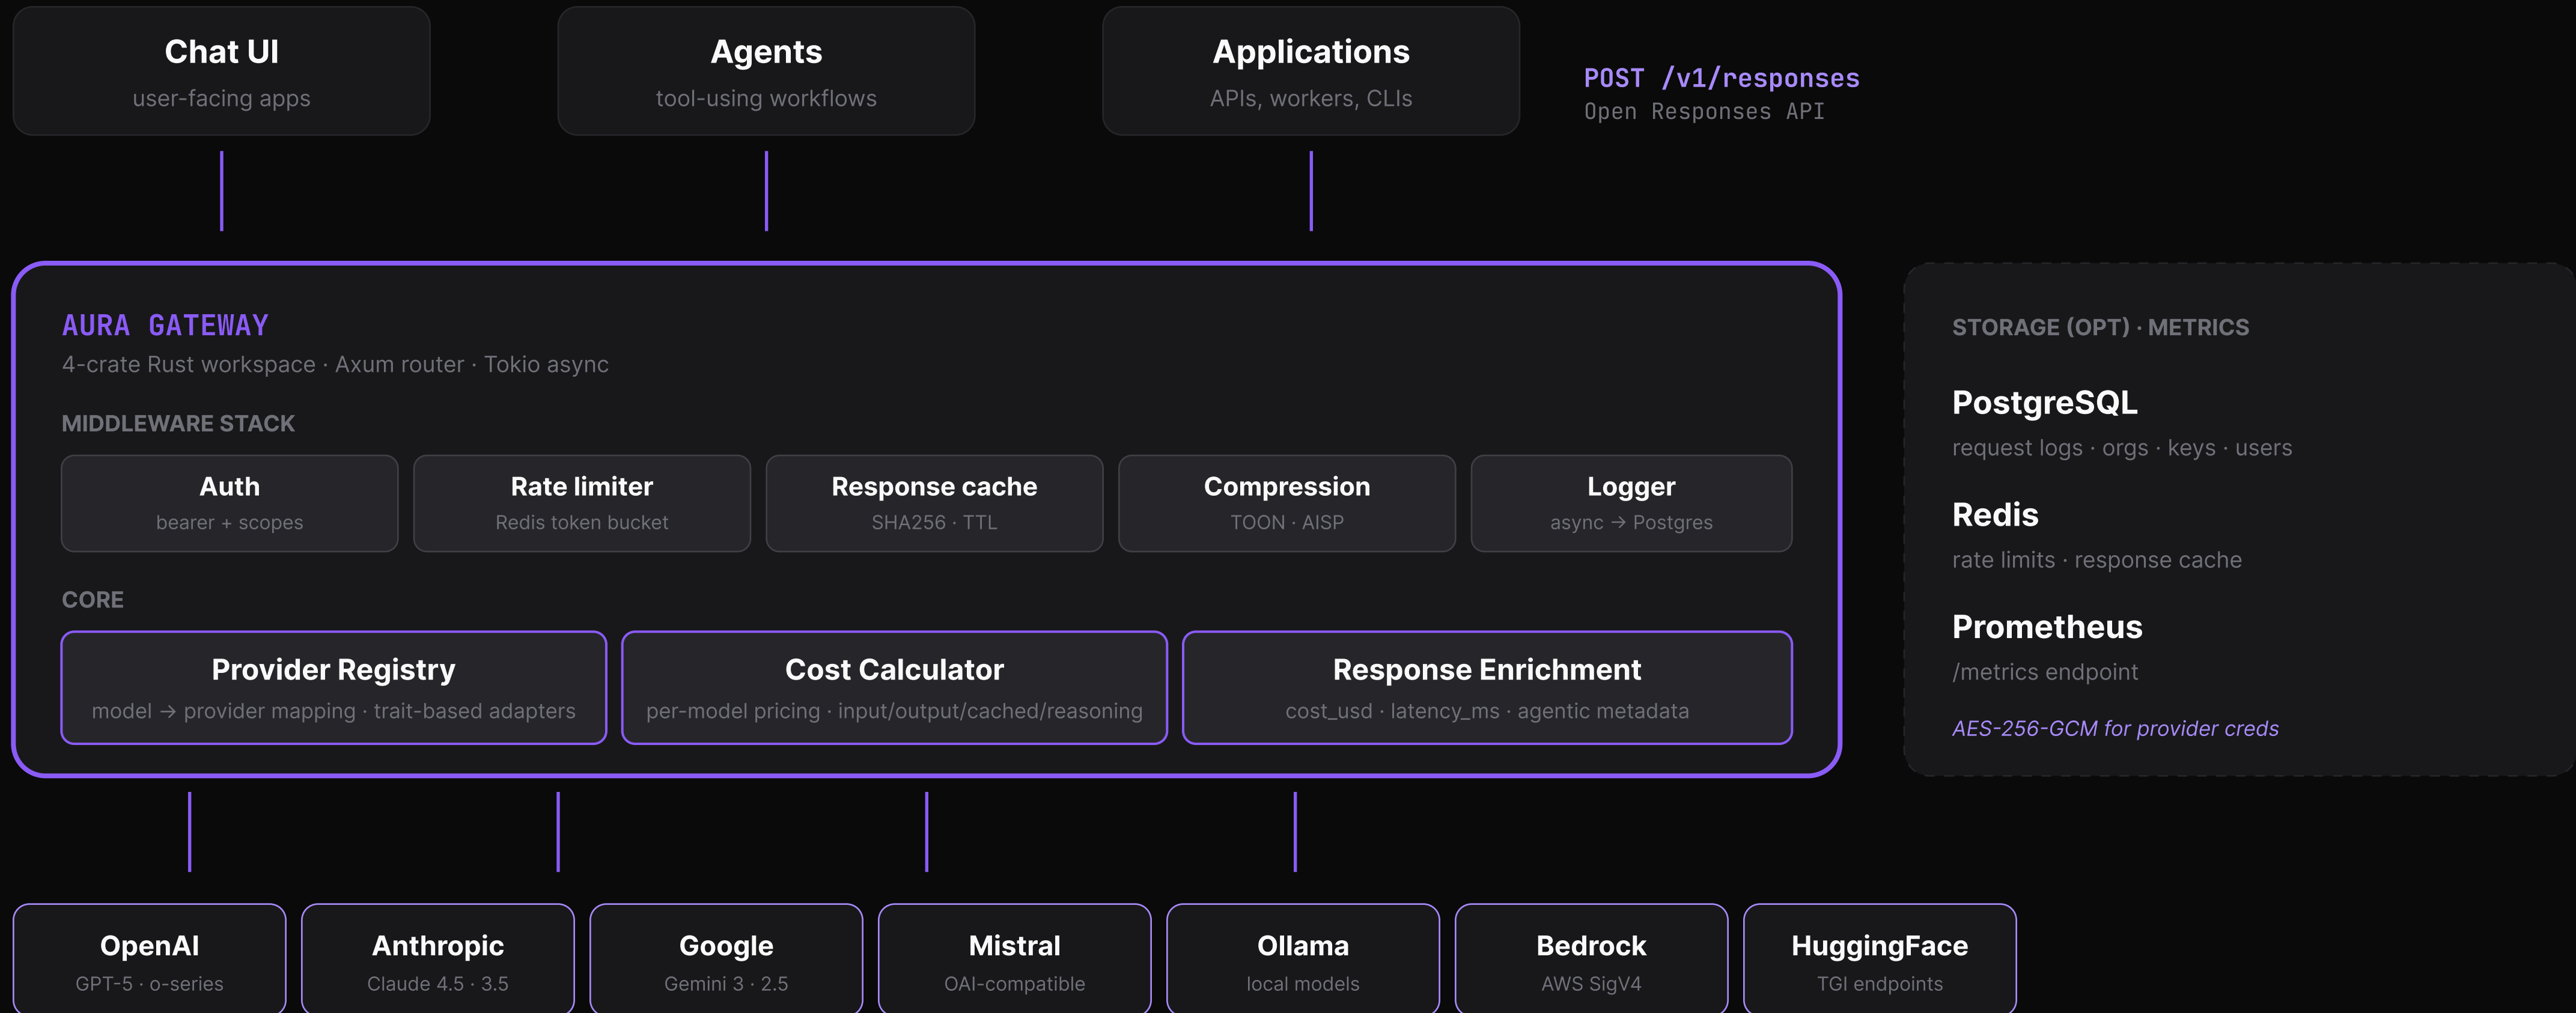 Chat UI
user-facing apps
Agents
tool-using workflows
Applications
APIs, workers, CLIs
POST /v1/responses
Open Responses API
AURA GATEWAY
4-crate Rust workspace · Axum router · Tokio async
MIDDLEWARE STACK
Auth
bearer + scopes
Rate limiter
Redis token bucket
Response cache
SHA256 · TTL
Compression
TOON · AISP
Logger
async → Postgres
CORE
Provider Registry
model → provider mapping · trait-based adapters
Cost Calculator
per-model pricing · input/output/cached/reasoning
Response Enrichment
cost_usd · latency_ms · agentic metadata
STORAGE (OPT) · METRICS
PostgreSQL
request logs · orgs · keys · users
Redis
rate limits · response cache
Prometheus
/metrics endpoint
AES-256-GCM for provider creds
OpenAI
GPT-5 · o-series
Anthropic
Claude 4.5 · 3.5
Google
Gemini 3 · 2.5
Mistral
OAI-compatible
Ollama
local models
Bedrock
AWS SigV4
HuggingFace
TGI endpoints